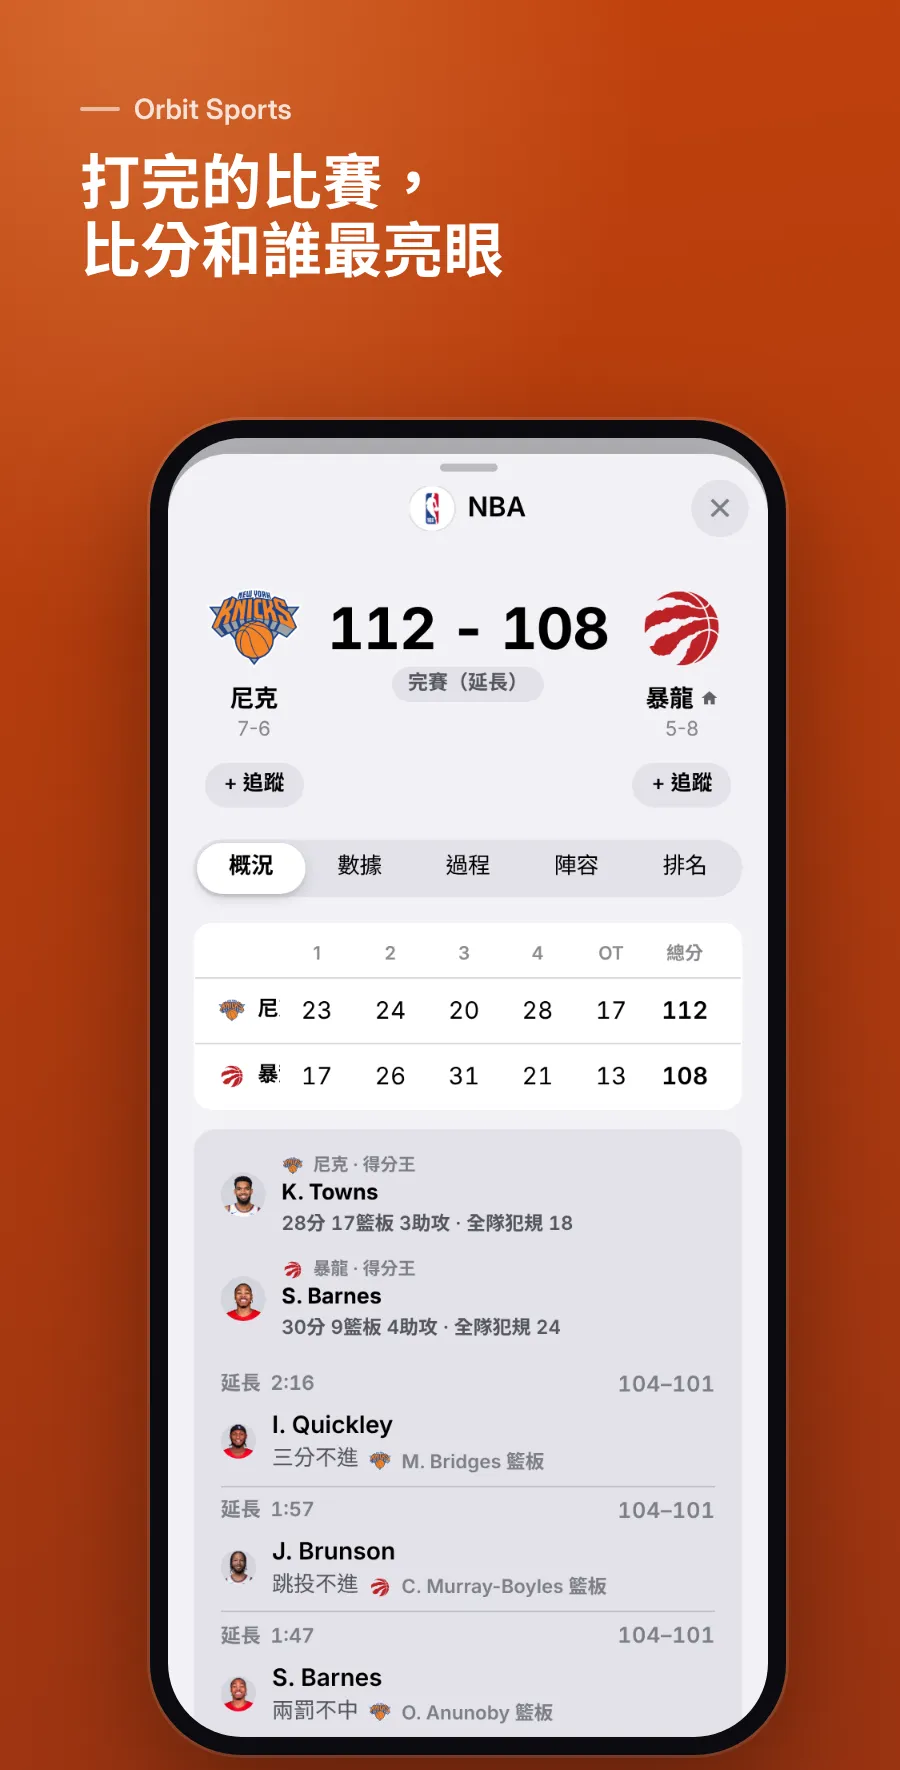 Orbit Sports
打完的比賽，
比分和誰最亮眼
NBA
NEW YORK
KNICKS
112 - 108
完賽（延長）
尼克
7-6
暴龍
5-8
+ 追蹤
+ 追蹤
概況 數據 過程 陣容 排名
1 2 3 4 OT 總分
尼 23 24 20 28 17 112
暴 17 26 31 21 13 108
尼克 · 得分王
K. Towns
28分 17籃板 3助攻 · 全隊犯規 18
暴龍 · 得分王
S. Barnes
30分 9籃板 4助攻 · 全隊犯規 24
延長 2:16 104–101
I. Quickley
三分不進 M. Bridges 籃板
延長 1:57 104–101
J. Brunson
跳投不進 C. Murray-Boyles 籃板
延長 1:47 104–101
S. Barnes
兩罰不中 O. Anunoby 籃板